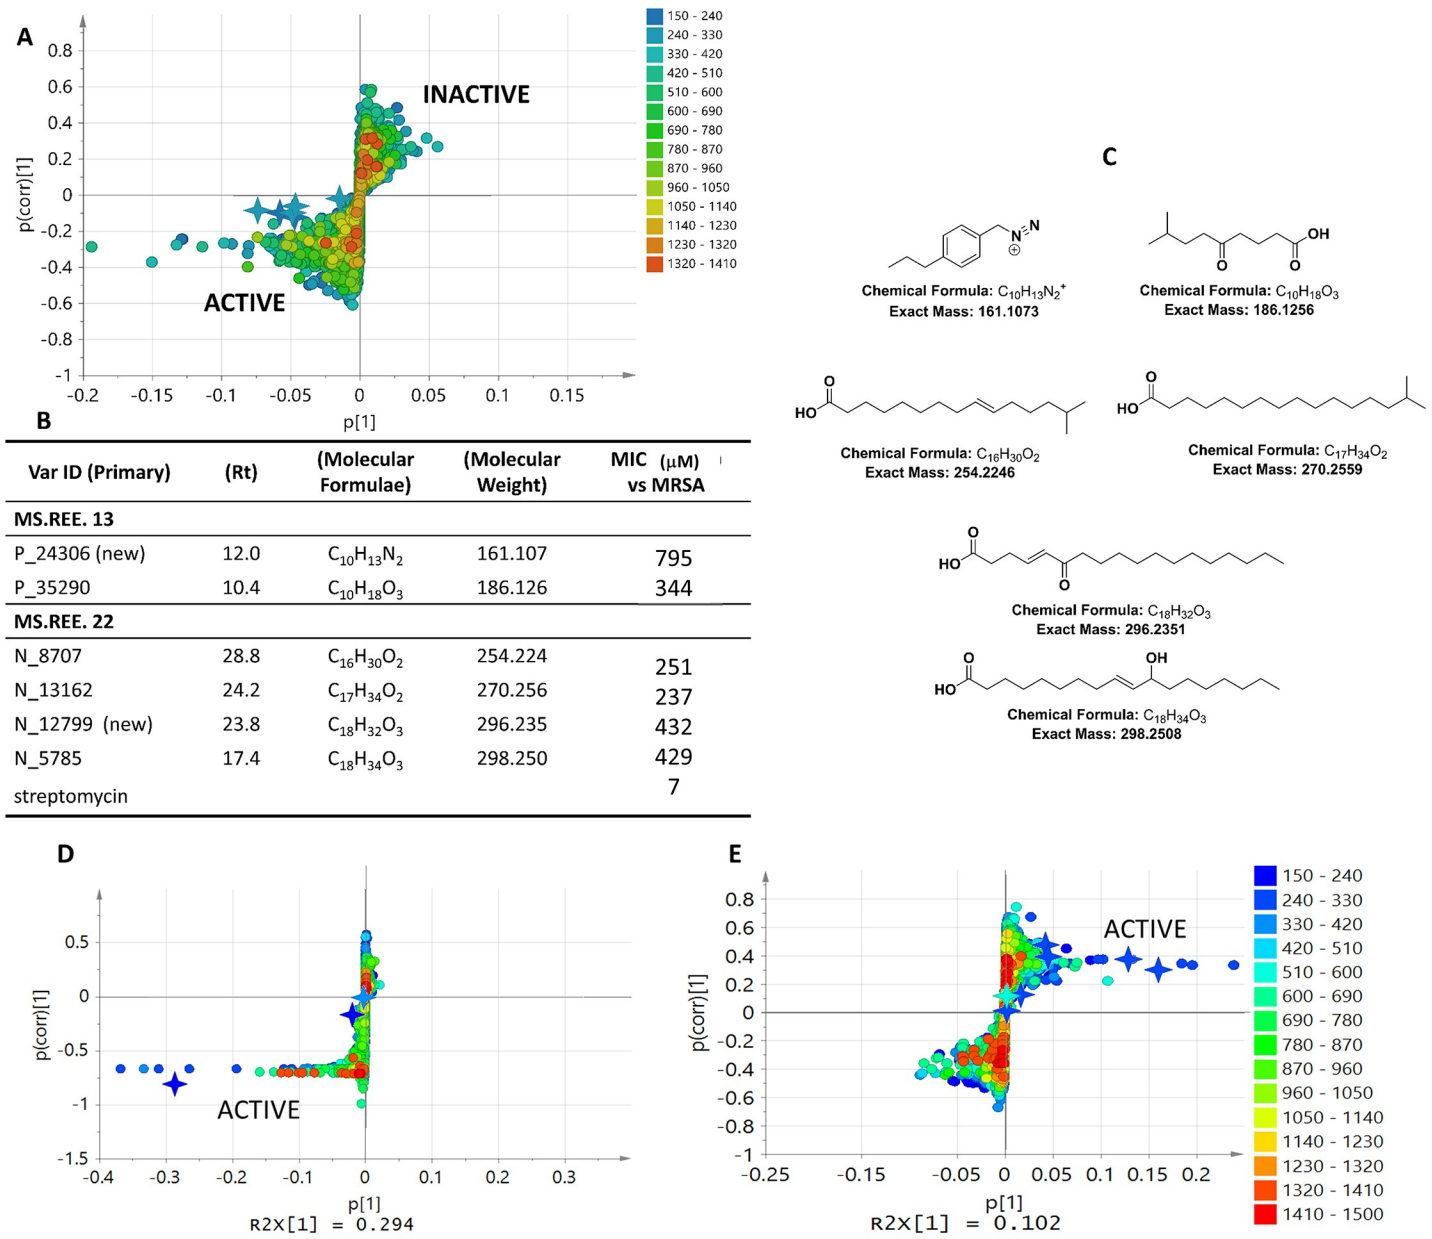 A
0.8
0.6
0.4
0.2
0
-0.2
-0.4
-0.6
-0.8
-1
p(corr)[1]
INACTIVE
ACTIVE
-0.2 -0.15 -0.1 -0.05 0 0.05 0.1 0.15
p[1]
150 - 240
240 - 330
330 - 420
420 - 510
510 - 600
600 - 690
690 - 780
780 - 870
870 - 960
960 - 1050
1050 - 1140
1140 - 1230
1230 - 1320
1320 - 1410
B
Var ID (Primary) (Rt) (Molecular Formulae) (Molecular Weight) MIC (μM) vs MRSA
MS.REE. 13
P_24306 (new) 12.0 C10H13N2 161.107 795
P_35290 10.4 C10H18O3 186.126 344
MS.REE. 22
N_8707 28.8 C16H30O2 254.224 251
N_13162 24.2 C17H34O2 270.256 237
N_12799 (new) 23.8 C18H32O3 296.235 432
N_5785 17.4 C18H34O3 298.250 429
streptomycin 7
C
N N
+
Chemical Formula: C10H13N2+
Exact Mass: 161.1073
OH
O O
Chemical Formula: C10H18O3
Exact Mass: 186.1256
O
HO
Chemical Formula: C16H30O2
Exact Mass: 254.2246
O
HO
Chemical Formula: C17H34O2
Exact Mass: 270.2559
O
HO
O
Chemical Formula: C18H32O3
Exact Mass: 296.2351
O OH
HO
Chemical Formula: C18H34O3
Exact Mass: 298.2508
D
0.5
0
-0.5
-1
-1.5
p(corr)[1]
ACTIVE
-0.4 -0.3 -0.2 -0.1 0 0.1 0.2 0.3
p[1]
R2X[1] = 0.294
E
0.8
0.6
0.4
0.2
0
-0.2
-0.4
-0.6
-0.8
-1
p(corr)[1]
ACTIVE
-0.25 -0.15 -0.05 0 0.05 0.1 0.15 0.2
p[1]
R2X[1] = 0.102
150 - 240
240 - 330
330 - 420
420 - 510
510 - 600
600 - 690
690 - 780
780 - 870
870 - 960
960 - 1050
1050 - 1140
1140 - 1230
1230 - 1320
1320 - 1410
1410 - 1500